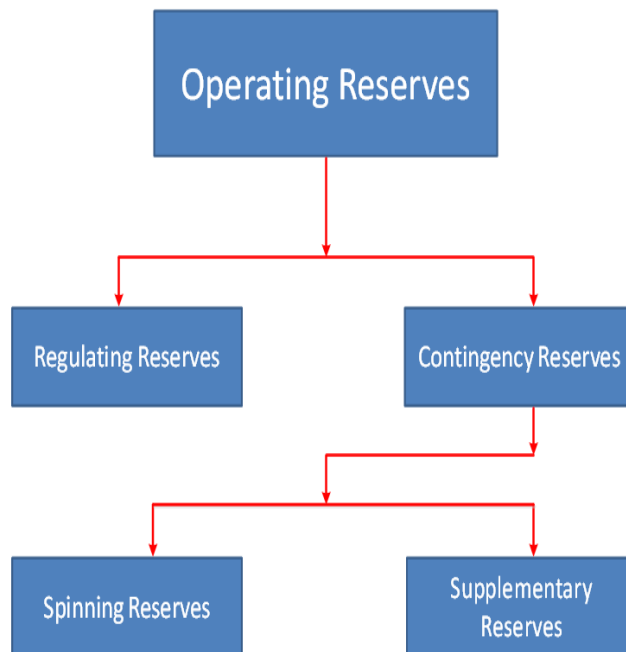 Operating Reserves
Regulating Reserves
Contingency Reserves
Spinning Reserves
Supplementary
Reserves